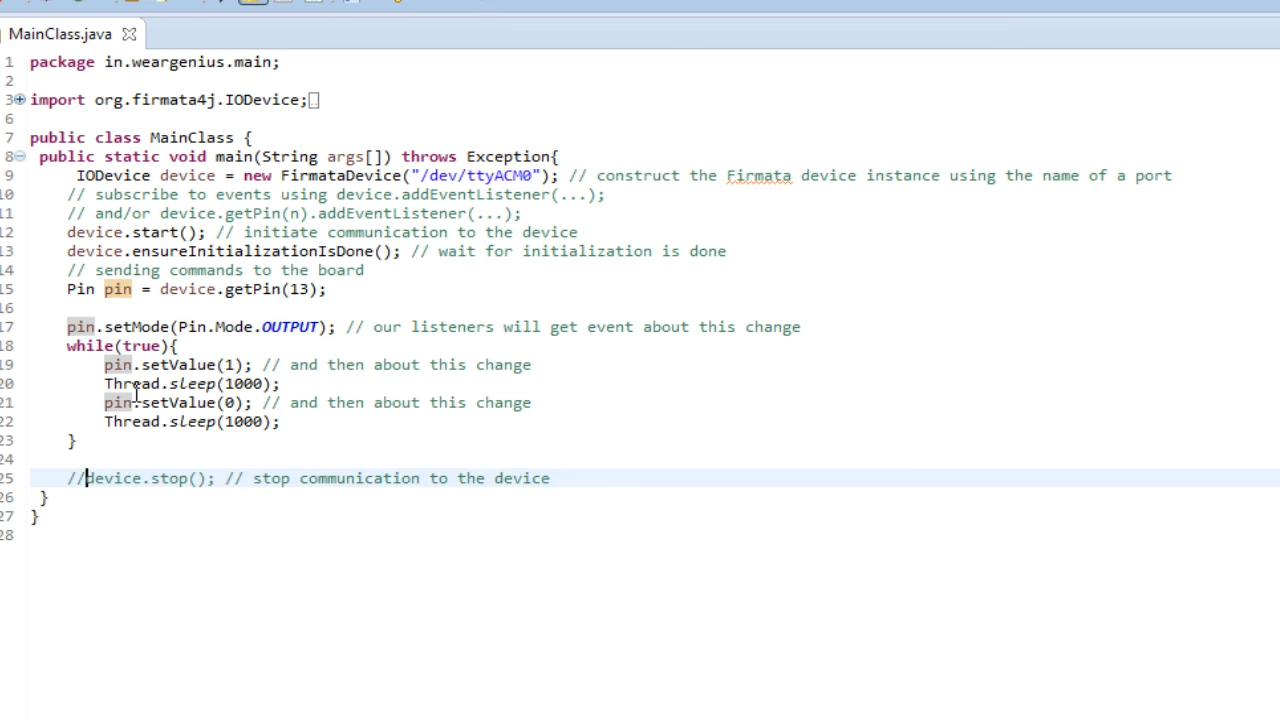 MainClass.java
1 package in.weargenius.main;
2
3 import org.firmata4j.IODevice;
6
7 public class MainClass {
8 public static void main(String args[]) throws Exception{
9 IODevice device = new FirmataDevice("/dev/ttyACM0"); // construct the Firmata device instance using the name of a port
10 // subscribe to events using device.addEventListener(...);
11 // and/or device.getPin(n).addEventListener(...);
12 device.start(); // initiate communication to the device
13 device.ensureInitializationIsDone(); // wait for initialization is done
14 // sending commands to the board
15 Pin pin = device.getPin(13);
16
17 pin.setMode(Pin.Mode.OUTPUT); // our listeners will get event about this change
18 while(true){
19 pin.setValue(1); // and then about this change
20 Thread.sleep(1000);
21 pin.setValue(0); // and then about this change
22 Thread.sleep(1000);
23 }
24
25 //device.stop(); // stop communication to the device
26 }
27 }
28